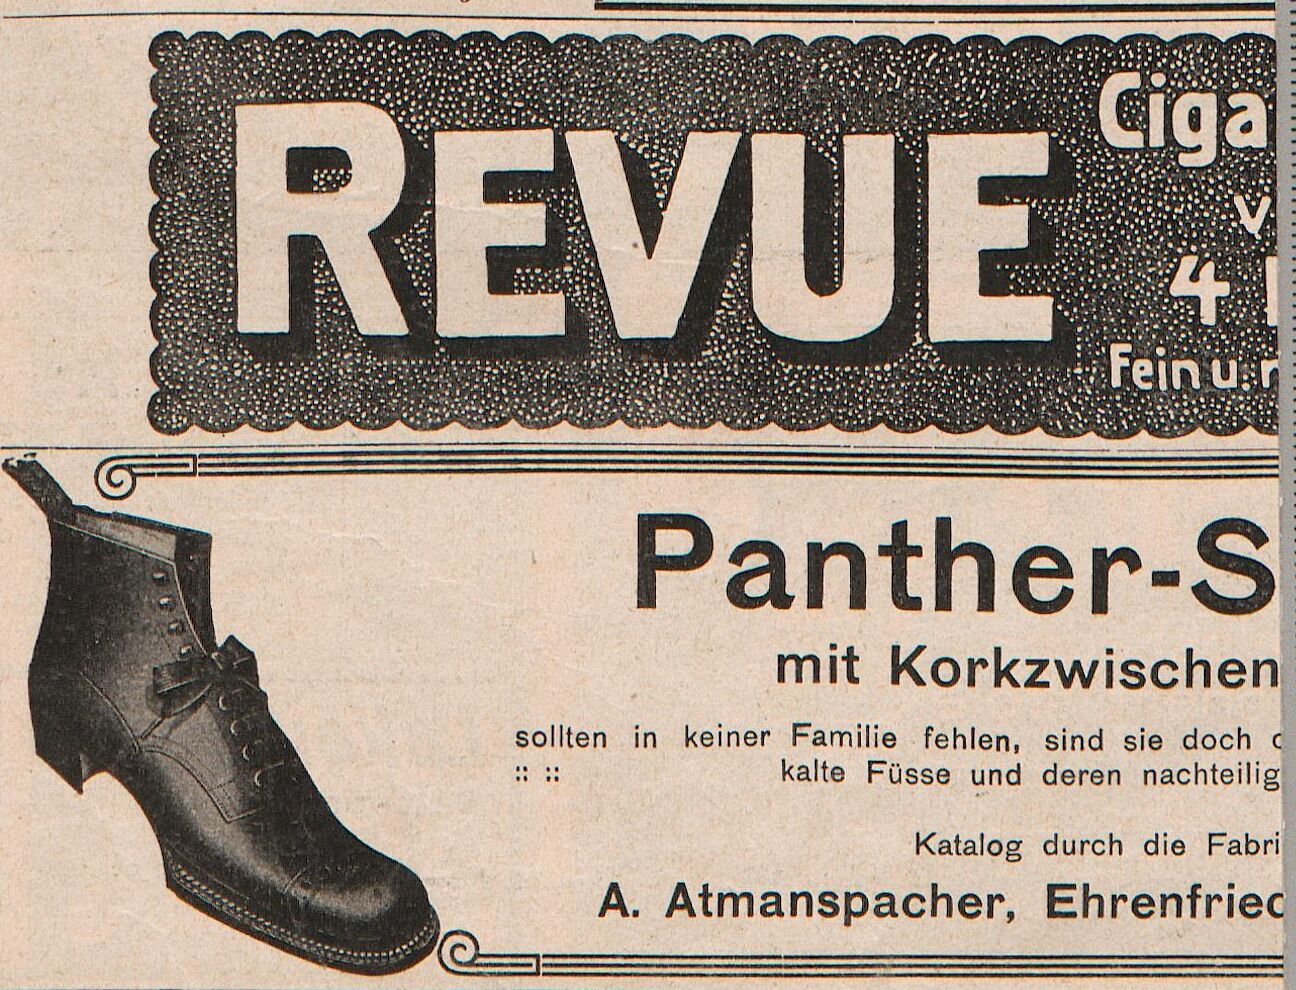 REVUE
Ciga
v
4
Fein u. r
Panther-S
mit Korkzwischen
sollten in keiner Familie fehlen, sind sie doch
:: :: kalte Füsse und deren nachteilig
Katalog durch die Fabri
A. Atmanspacher, Ehrenfried